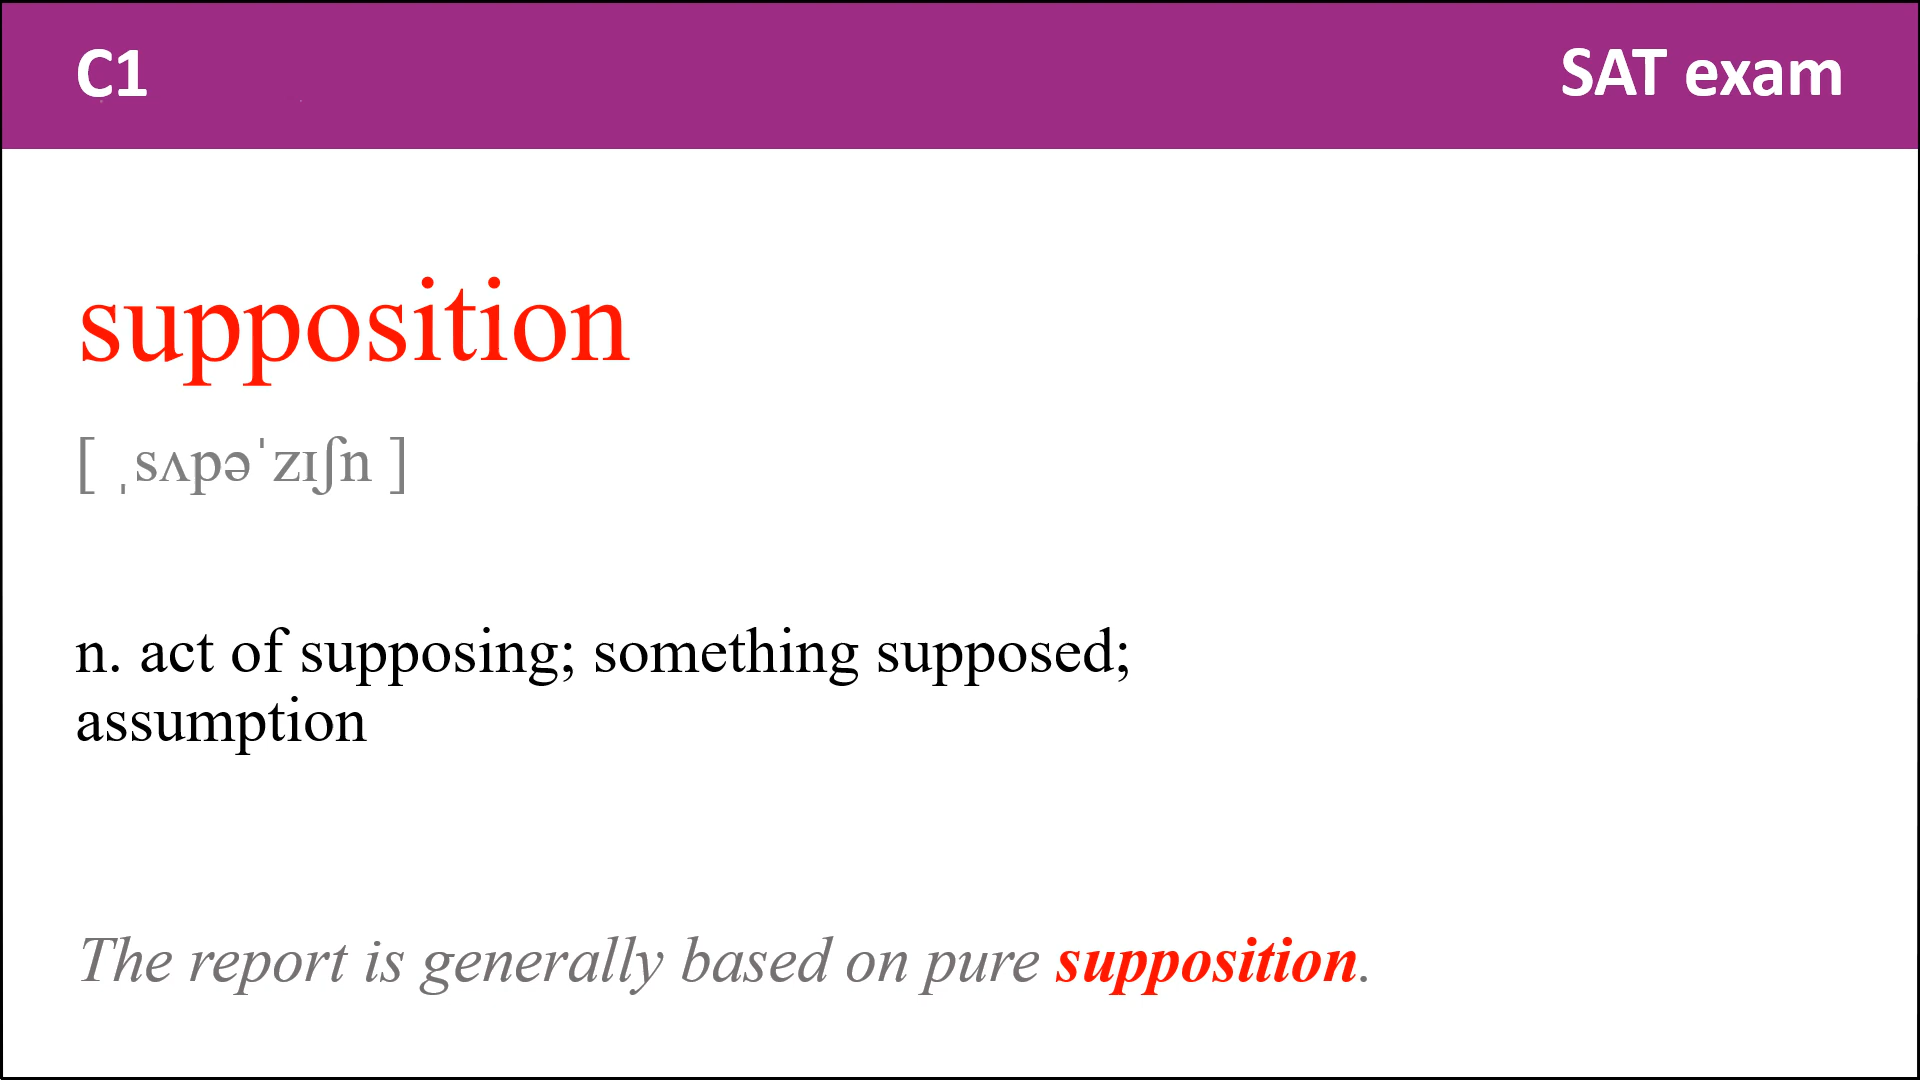 C1
SAT exam
supposition
[ ˌsʌpəˈzɪʃn ]
n. act of supposing; something supposed;
assumption
The report is generally based on pure supposition.